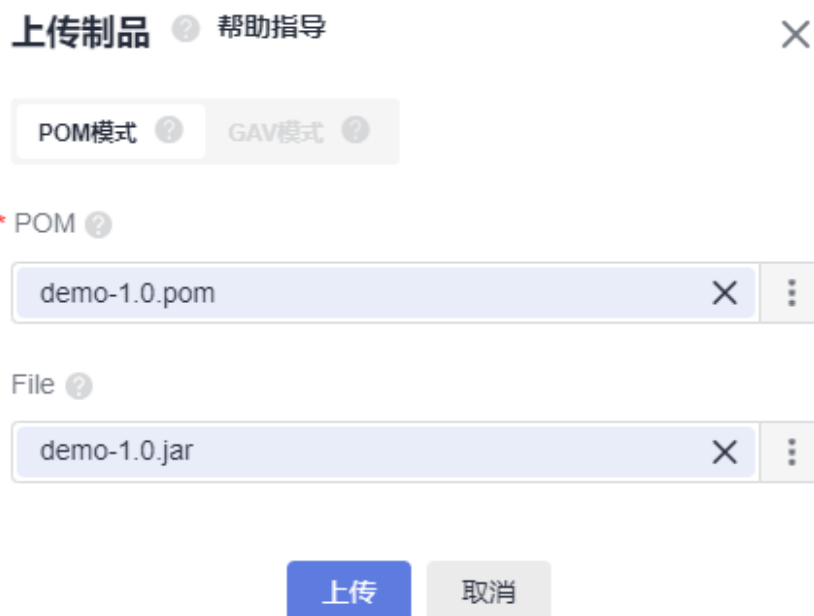 上传制品 帮助指导
POM模式 GAV模式
* POM
demo-1.0.pom
File
demo-1.0.jar
上传 取消